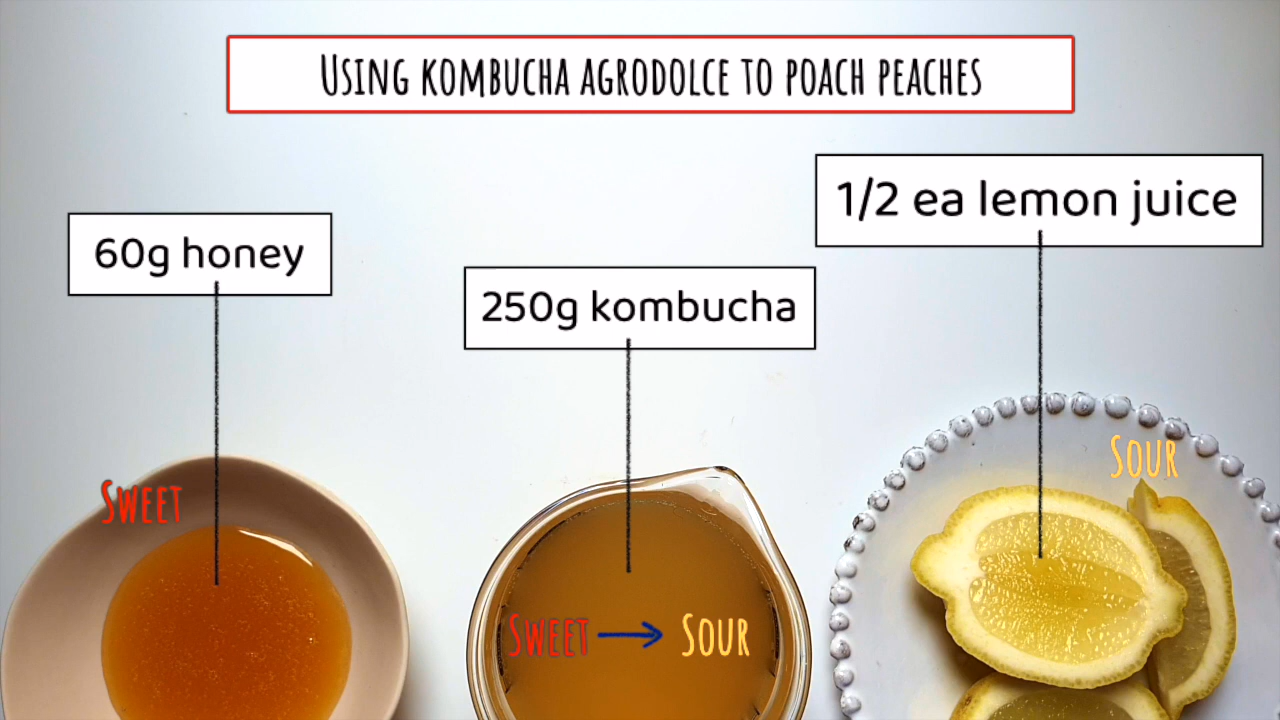 Using kombucha agrodolce to poach peaches
60g honey
250g kombucha
1/2 ea lemon juice
Sweet
Sweet → Sour
Sour